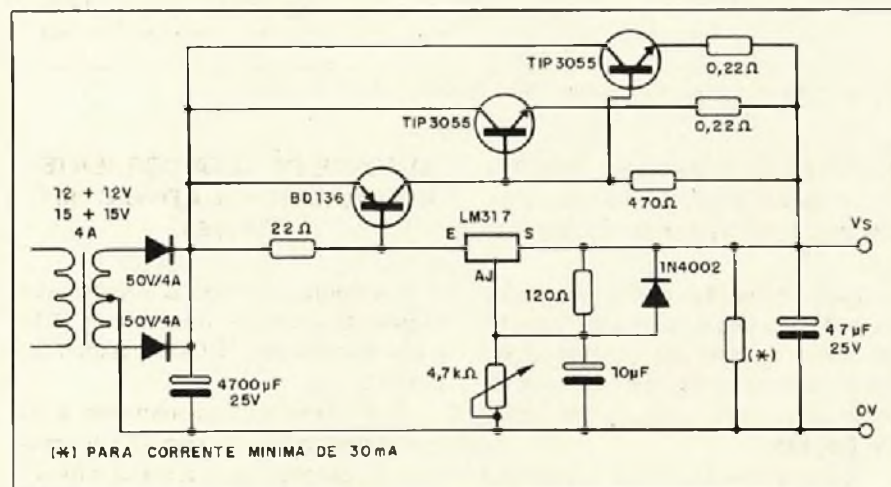 TIP3055
0,22Ω
TIP3055
0,22Ω
12 + 12V
15 + 15V
4A
BD136
470Ω
22Ω
LM317
E
S
AJ
VS
50V/4A
1N4002
120Ω
50V/4A
4,7kΩ
(*)
47µF
25V
4700µF
25V
10µF
0V
(*) PARA CORRENTE MINIMA DE 30mA